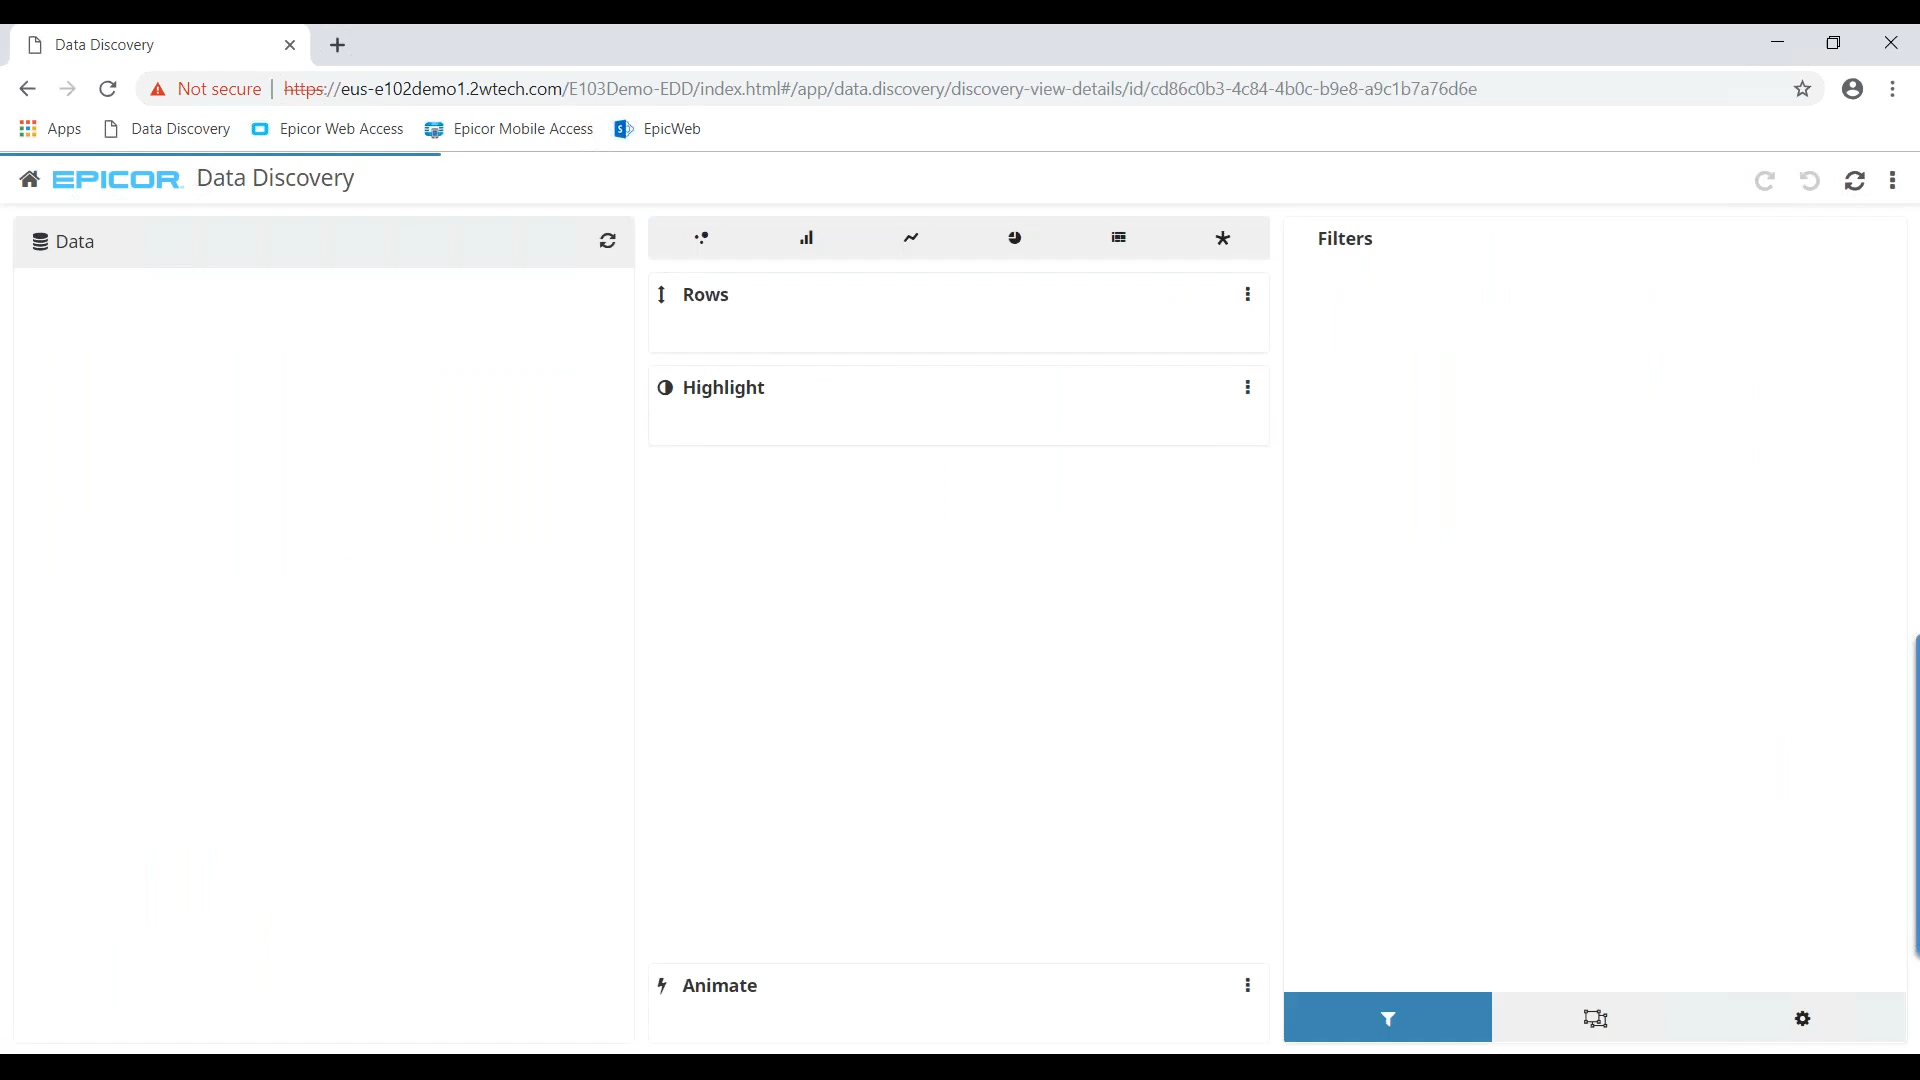 Data Discovery
Not secure | https://eus-e102demo1.2wtech.com/E103Demo-EDD/index.html#/app/data.discovery/discovery-view-details/id/cd86c0b3-4c84-4b0c-b9e8-a9c1b7a76d6e
Apps Data Discovery Epicor Web Access Epicor Mobile Access EpicWeb
EPICOR Data Discovery
Data
Rows
Highlight
Animate
Filters